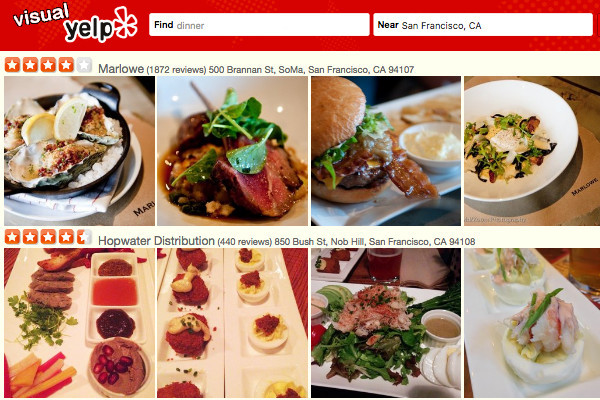 visual
yelp
Find dinner
Near San Francisco, CA
Marlowe (1872 reviews) 500 Brannan St, SoMa, San Francisco, CA 94107
MARL
MARLOWE
Hopwater Distribution (440 reviews) 850 Bush St, Nob Hill, San Francisco, CA 94108